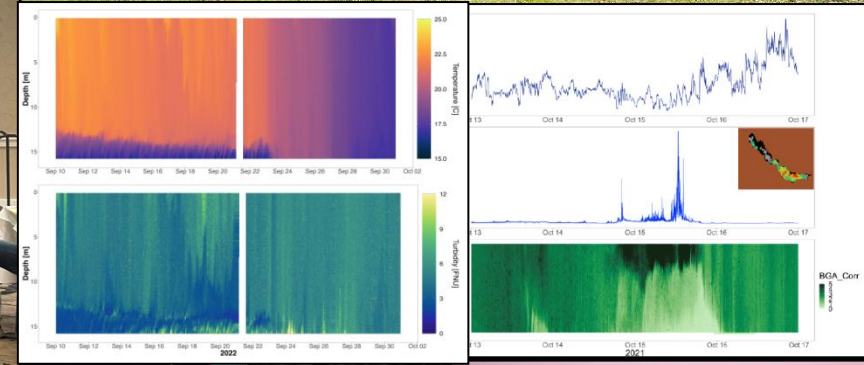 0
5
10
15
Depth [m]
Sep 10 Sep 12 Sep 14 Sep 16 Sep 18 Sep 20 Sep 22 Sep 24 Sep 26 Sep 28 Sep 30 Oct 02
25.0
22.5
20.0
17.5
15.0
Temperature [C]
0
5
10
15
Depth [m]
Sep 10 Sep 12 Sep 14 Sep 16 Sep 18 Sep 20 Sep 22 Sep 24 Sep 26 Sep 28 Sep 30 Oct 02
2022
12
9
6
3
0
Turbidity [FNU]
t 13 Oct 14 Oct 15 Oct 16 Oct 17
t 13 Oct 14 Oct 15 Oct 16 Oct 17
t 13 Oct 14 Oct 15 Oct 16 Oct 17
2021
BGA_Corr